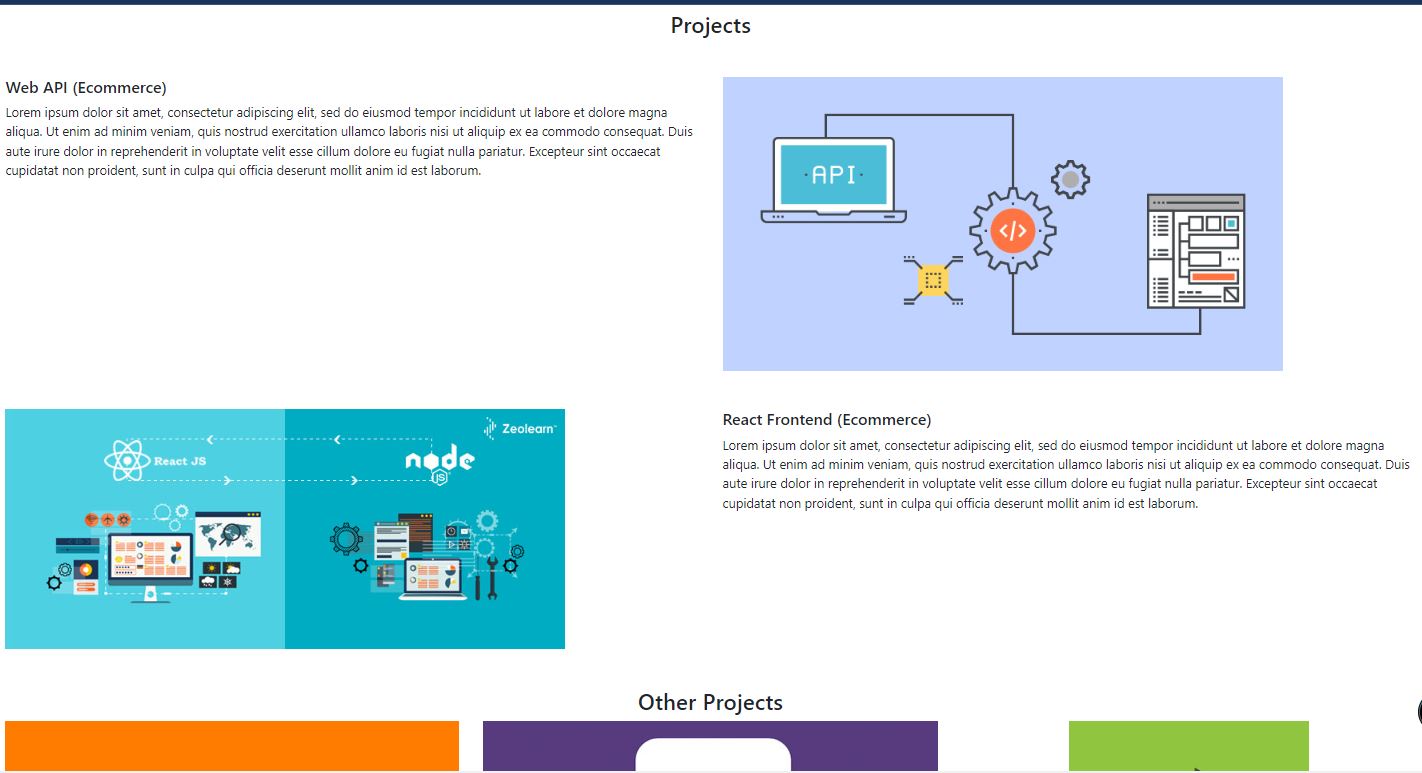 Projects
Web API (Ecommerce)
Lorem ipsum dolor sit amet, consectetur adipiscing elit, sed do eiusmod tempor incididunt ut labore et dolore magna
aliqua. Ut enim ad minim veniam, quis nostrud exercitation ullamco laboris nisi ut aliquip ex ea commodo consequat. Duis
aute irure dolor in reprehenderit in voluptate velit esse cillum dolore eu fugiat nulla pariatur. Excepteur sint occaecat
cupidatat non proident, sunt in culpa qui officia deserunt mollit anim id est laborum.
· API ·
</>
Zeolearn
React JS
node
JS
React Frontend (Ecommerce)
Lorem ipsum dolor sit amet, consectetur adipiscing elit, sed do eiusmod tempor incididunt ut labore et dolore magna
aliqua. Ut enim ad minim veniam, quis nostrud exercitation ullamco laboris nisi ut aliquip ex ea commodo consequat. Duis
aute irure dolor in reprehenderit in voluptate velit esse cillum dolore eu fugiat nulla pariatur. Excepteur sint occaecat
cupidatat non proident, sunt in culpa qui officia deserunt mollit anim id est laborum.
Other Projects